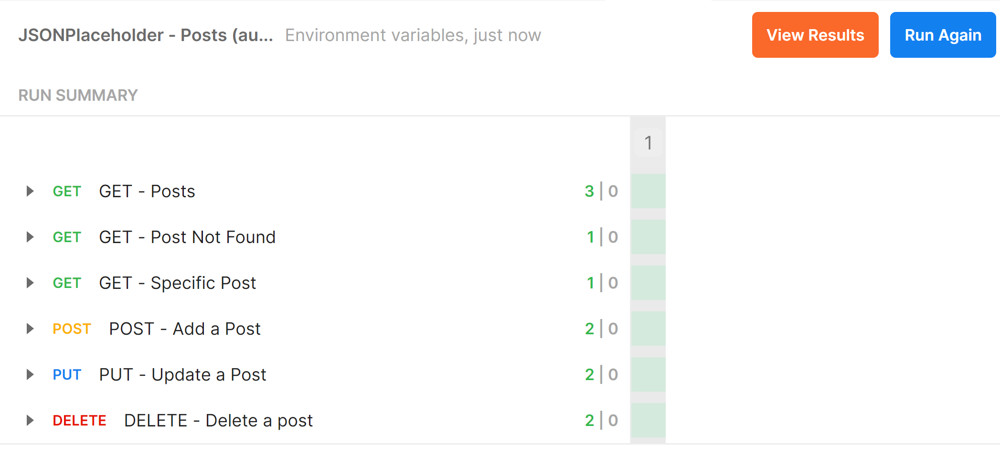 JSONPlaceholder - Posts (au... Environment variables, just now View Results Run Again
RUN SUMMARY
1
GET GET - Posts 3 | 0
GET GET - Post Not Found 1 | 0
GET GET - Specific Post 1 | 0
POST POST - Add a Post 2 | 0
PUT PUT - Update a Post 2 | 0
DELETE DELETE - Delete a post 2 | 0